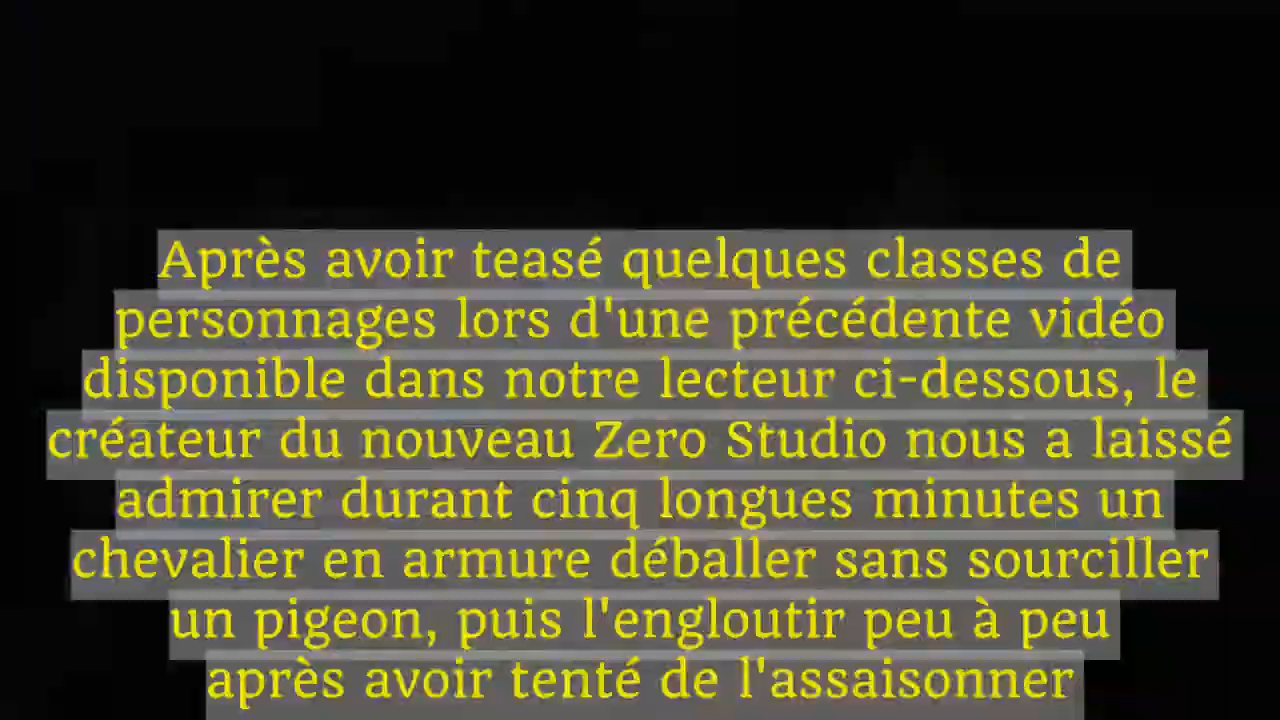 Après avoir teasé quelques classes de
personnages lors d'une précédente vidéo
disponible dans notre lecteur ci-dessous, le
créateur du nouveau Zero Studio nous a laissé
admirer durant cinq longues minutes un
chevalier en armure déballer sans sourciller
un pigeon, puis l'engloutir peu à peu
après avoir tenté de l'assaisonner